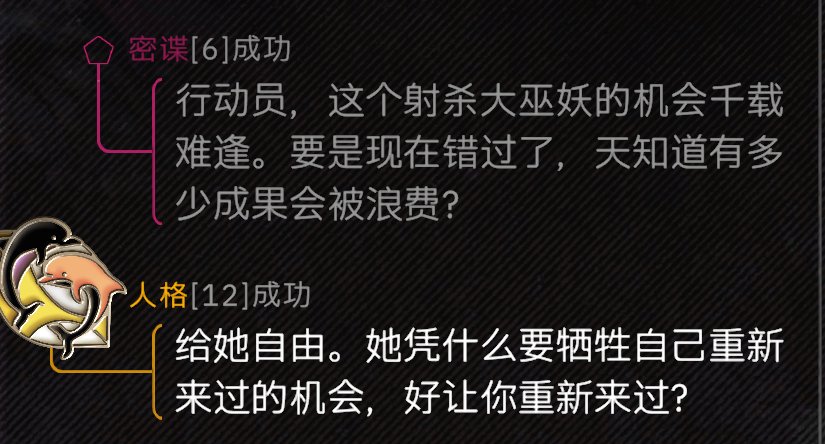 密谍[6]成功
行动员，这个射杀大巫妖的机会千载
难逢。要是现在错过了，天知道有多
少成果会被浪费？
人格[12]成功
给她自由。她凭什么要牺牲自己重新
来过的机会，好让你重新来过？